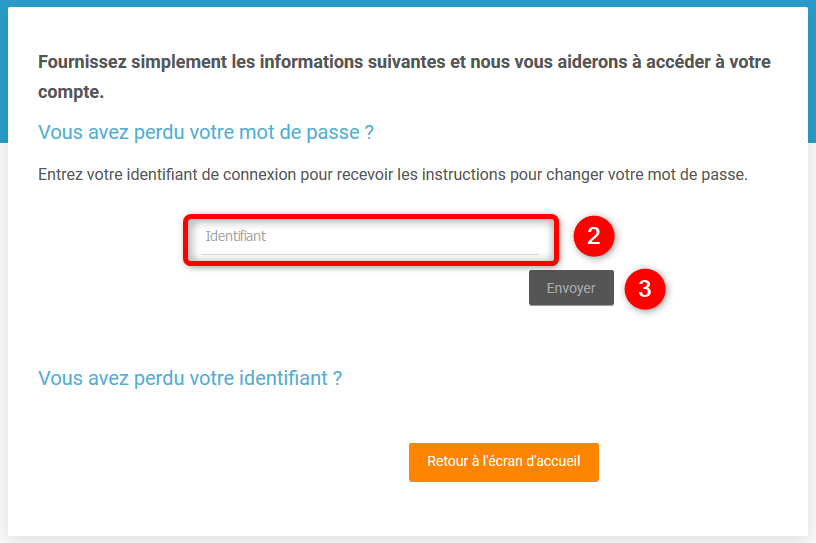 Fournissez simplement les informations suivantes et nous vous aiderons à accéder à votre
compte.
Vous avez perdu votre mot de passe ?
Entrez votre identifiant de connexion pour recevoir les instructions pour changer votre mot de passe.
Identifiant
2
Envoyer
3
Vous avez perdu votre identifiant ?
Retour à l'écran d'accueil